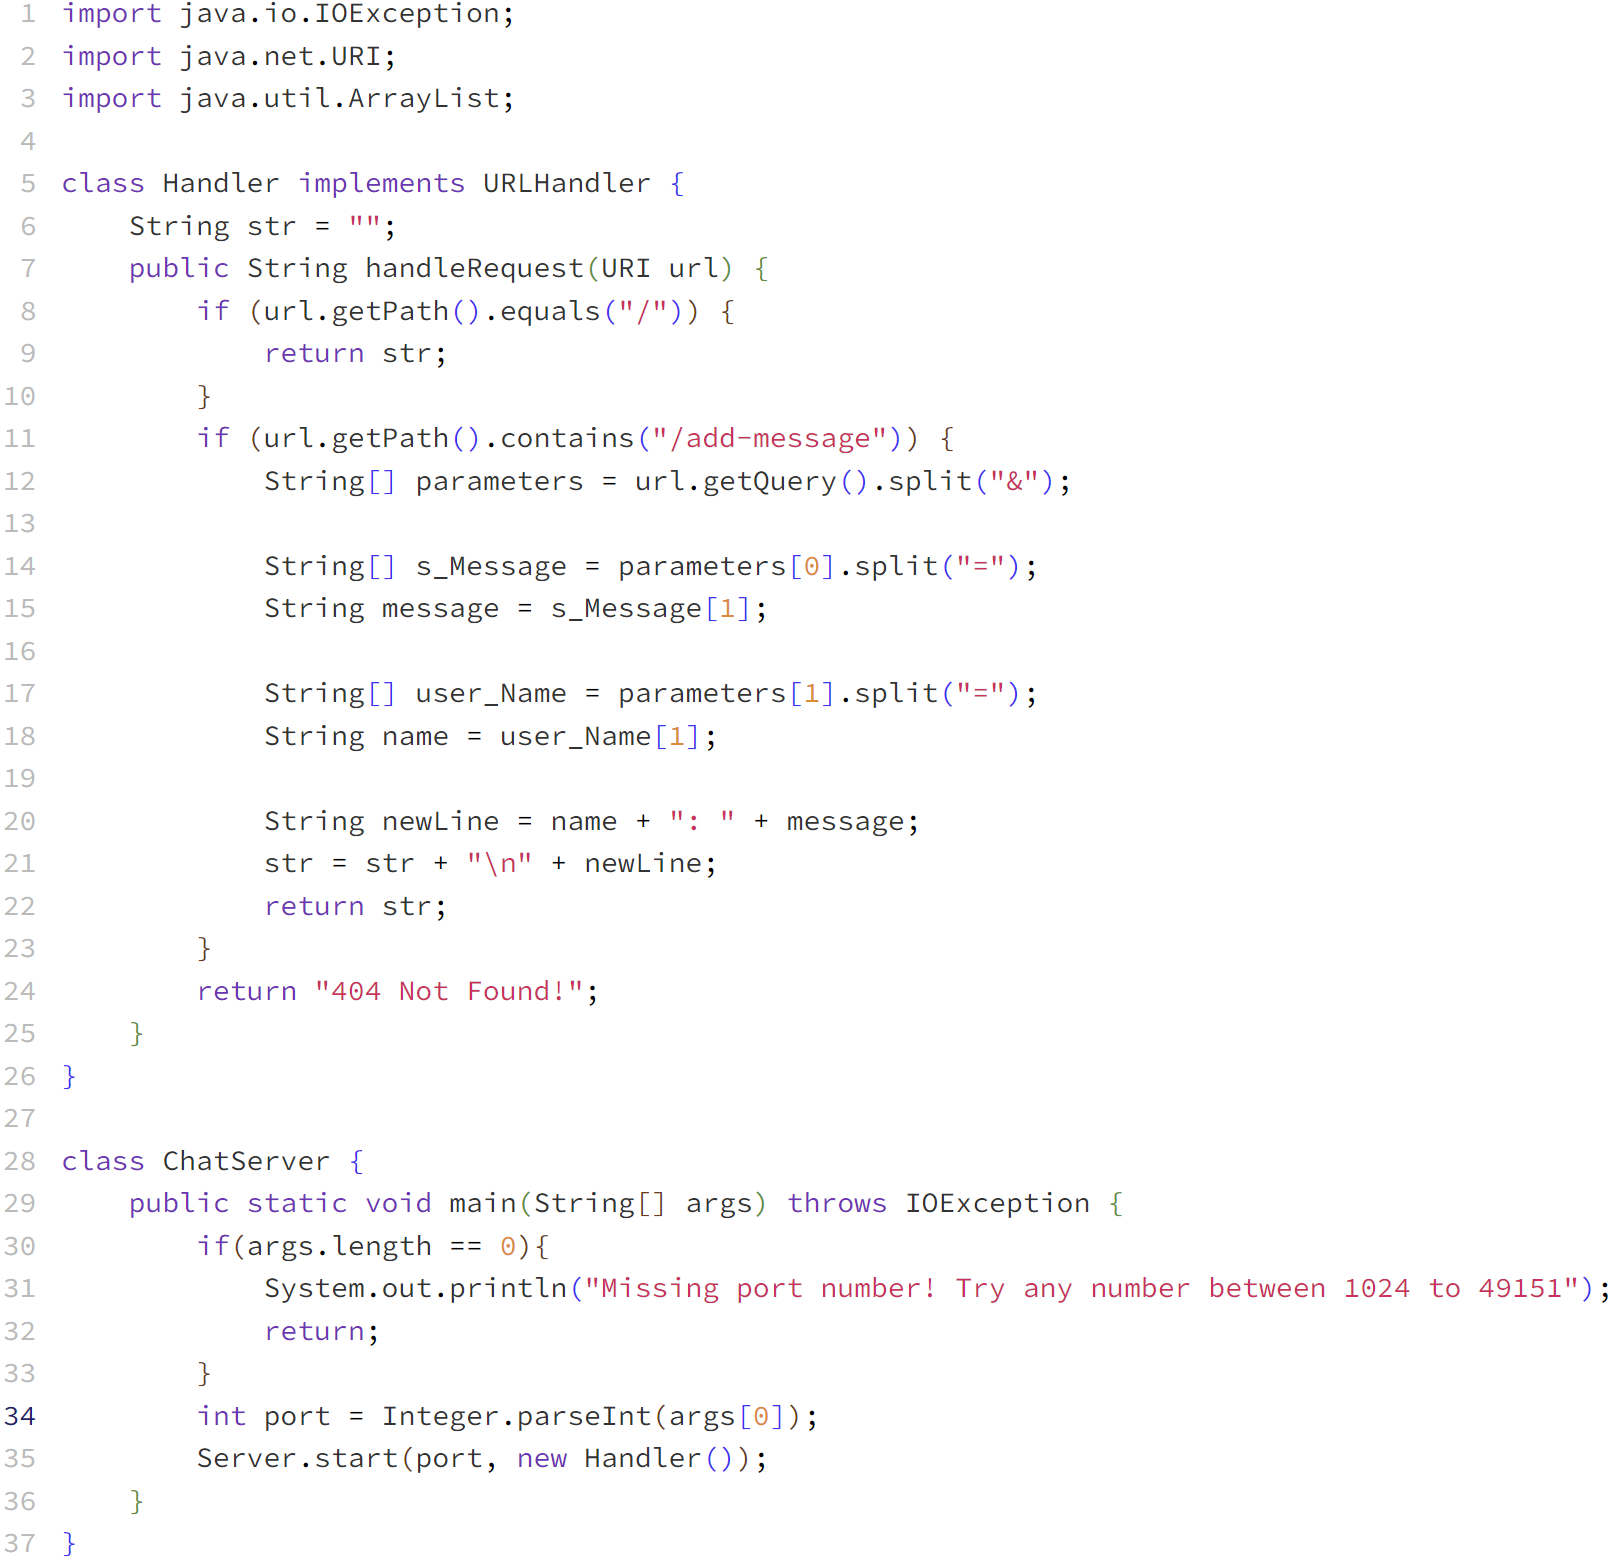 1 import java.io.IOException;
2 import java.net.URI;
3 import java.util.ArrayList;
4
5 class Handler implements URLHandler {
6     String str = "";
7     public String handleRequest(URI url) {
8         if (url.getPath().equals("/")) {
9             return str;
10         }
11         if (url.getPath().contains("/add-message")) {
12             String[] parameters = url.getQuery().split("&");
13
14             String[] s_Message = parameters[0].split("=");
15             String message = s_Message[1];
16
17             String[] user_Name = parameters[1].split("=");
18             String name = user_Name[1];
19
20             String newLine = name + ": " + message;
21             str = str + "\n" + newLine;
22             return str;
23         }
24         return "404 Not Found!";
25     }
26 }
27
28 class ChatServer {
29     public static void main(String[] args) throws IOException {
30         if(args.length == 0){
31             System.out.println("Missing port number! Try any number between 1024 to 49151");
32             return;
33         }
34         int port = Integer.parseInt(args[0]);
35         Server.start(port, new Handler());
36     }
37 }